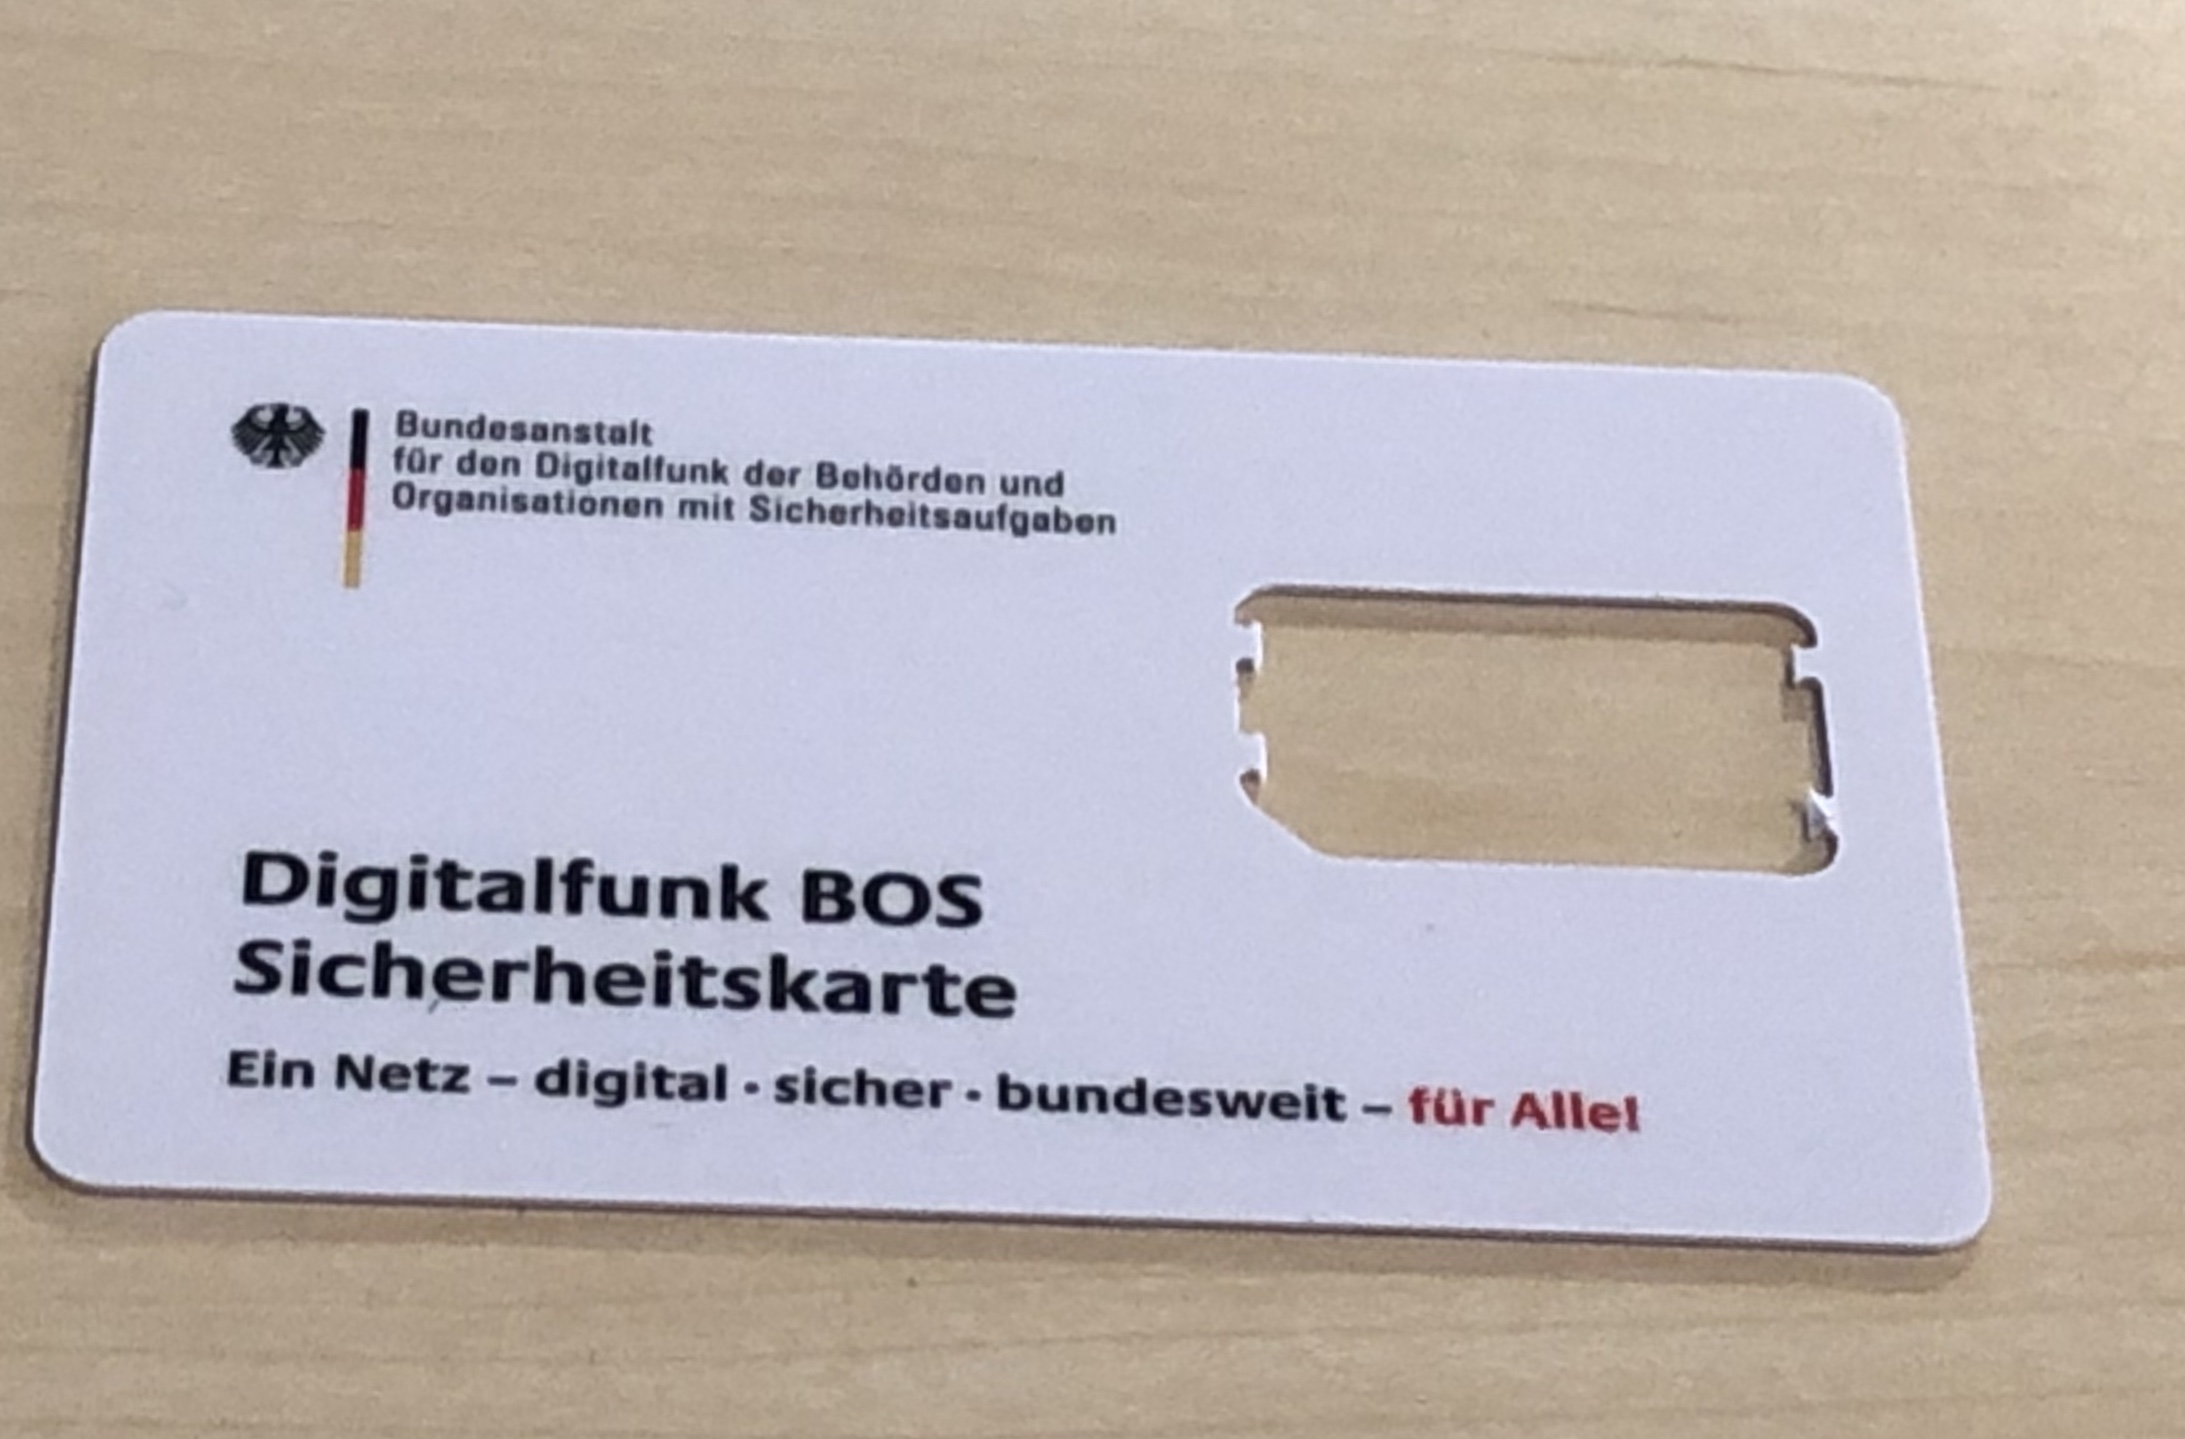 Bundesanstalt
für den Digitalfunk der Behörden und
Organisationen mit Sicherheitsaufgaben
Digitalfunk BOS
Sicherheitskarte
Ein Netz – digital · sicher · bundesweit – für Alle!